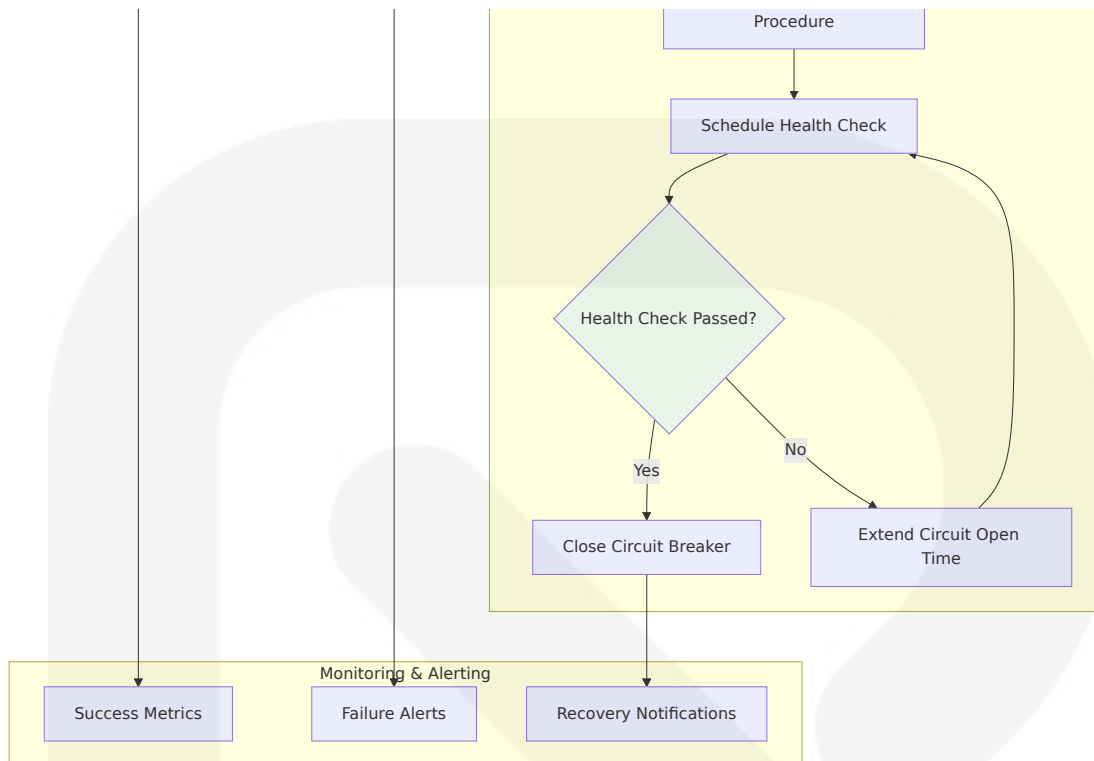 Procedure
Schedule Health Check
Health Check Passed?
No
Yes
Extend Circuit Open
Time
Close Circuit Breaker
Monitoring & Alerting
Success Metrics
Failure Alerts
Recovery Notifications